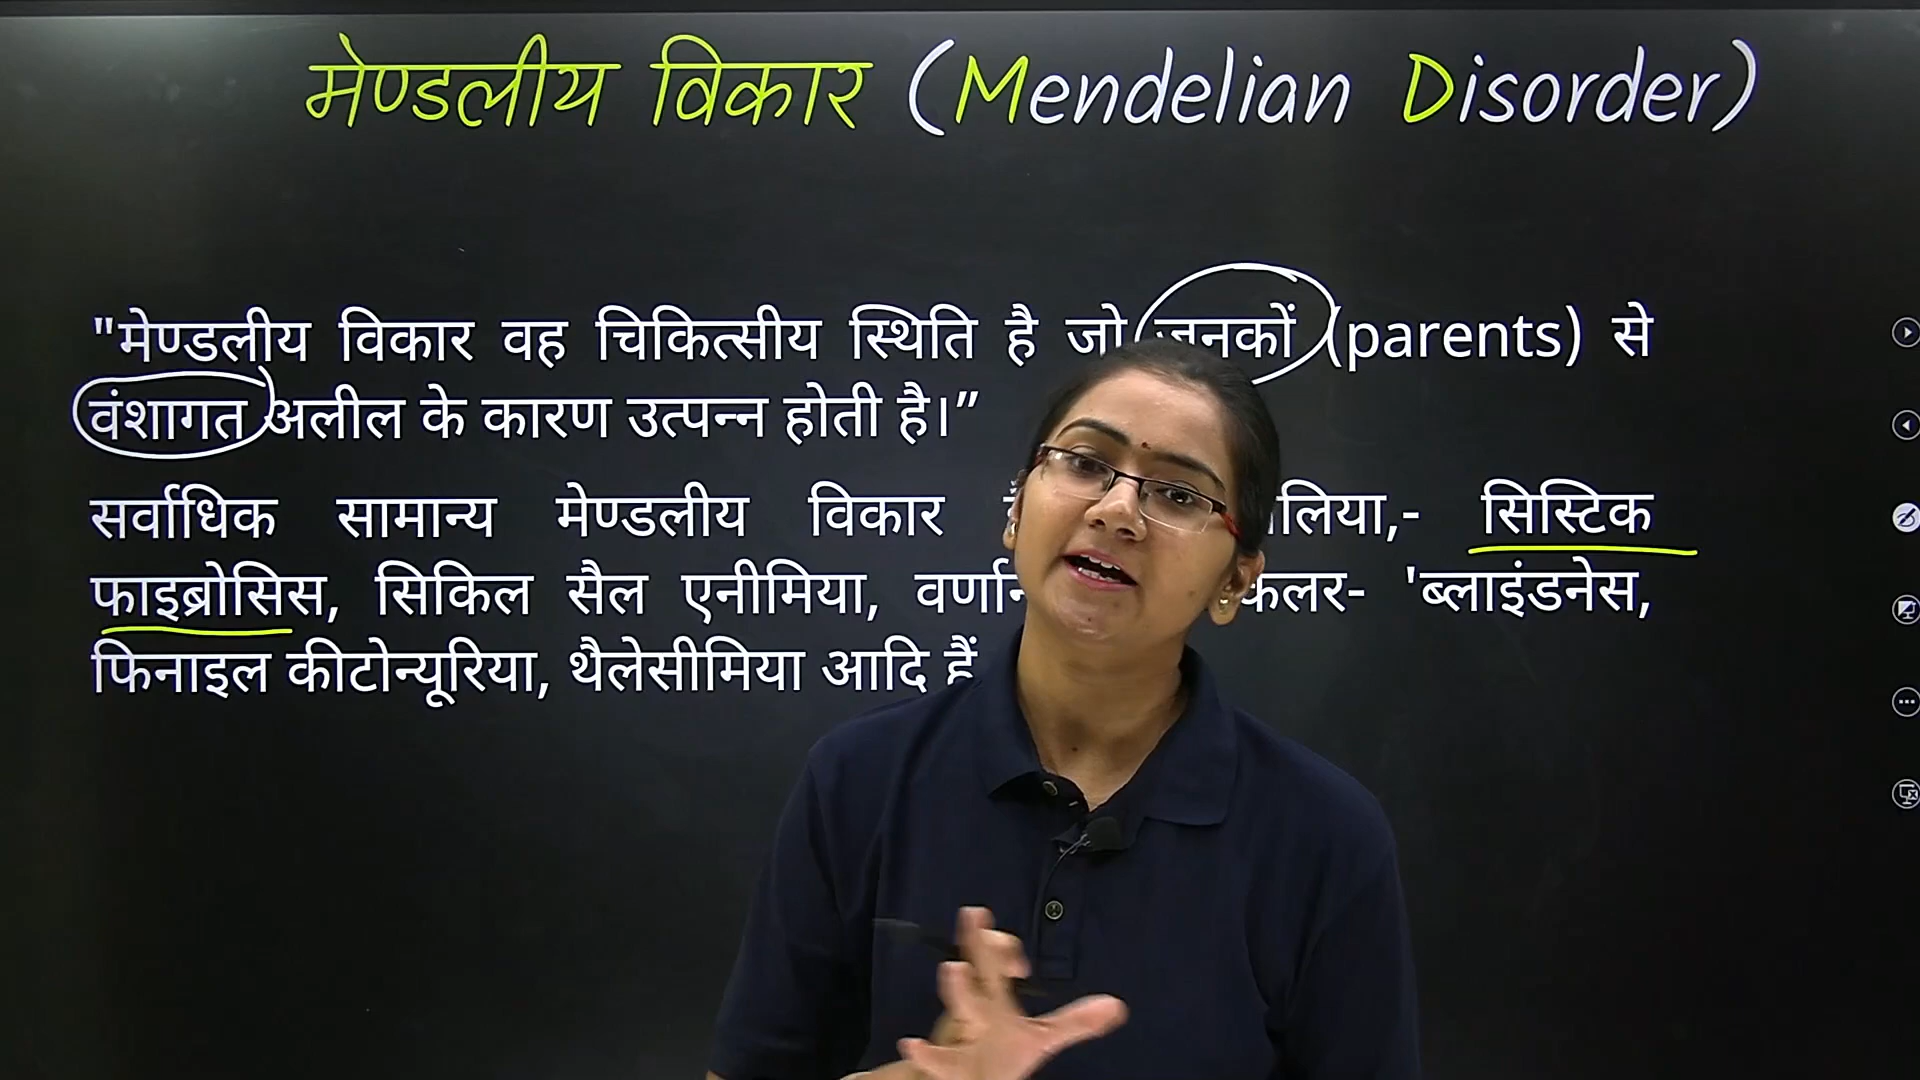 मेण्डलीय विकार (Mendelian Disorder)
"मेण्डलीय विकार वह चिकित्सीय स्थिति है जो जनकों (parents) से
वंशागत अलील के कारण उत्पन्न होती है।”
सर्वाधिक सामान्य मेण्डलीय विकार सिस्टिक
फाइब्रोसिस, सिकिल सैल एनीमिया, कलर- 'ब्लाइंडनेस,
फिनाइल कीटोन्यूरिया, थैलेसीमिया आदि हैं